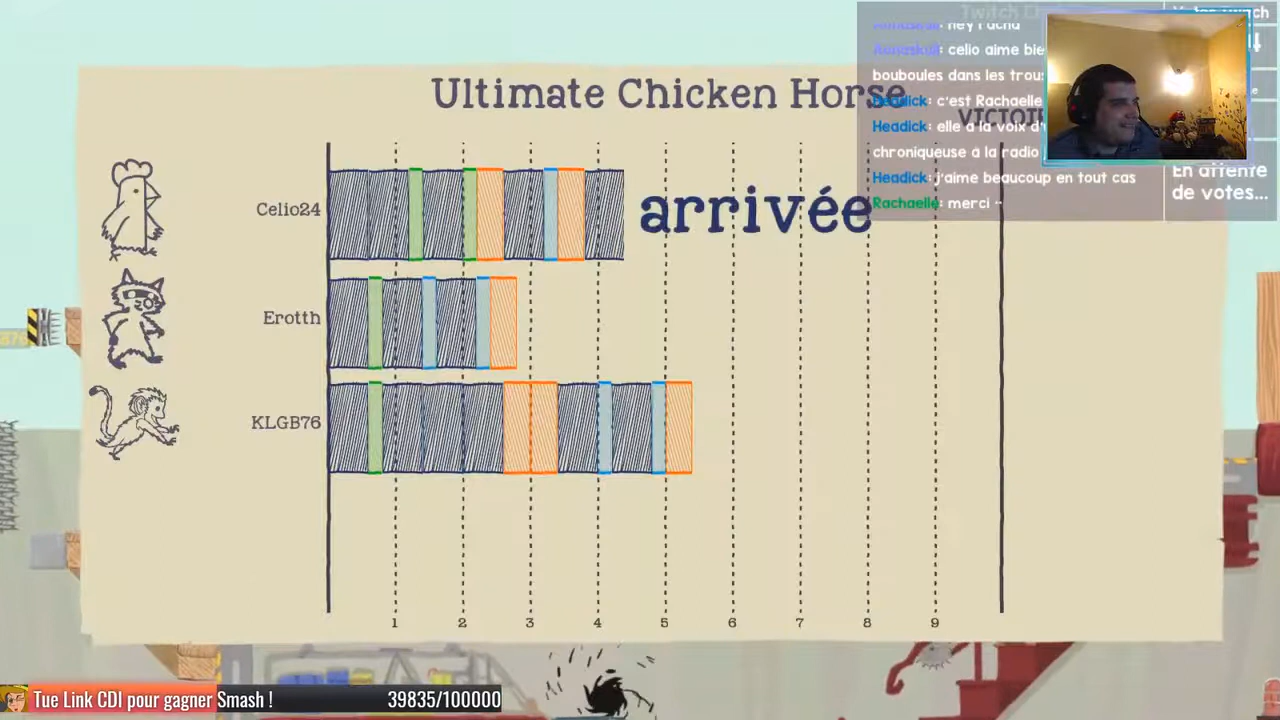 Ultimate Chicken Horse
Celio24
arrivée
Erotth
KLGB76
1 2 3 4 5 6 7 8 9
celio aime bie
bouboules dans les trous
Headick: c'est Rachaelle
Headick: elle a la voix d'
chroniqueuse à la radio
Headick: j'aime beaucoup en tout cas
Rachaelle: merci
En attente
de votes...
Tue Link CDI pour gagner Smash !
39835/100000